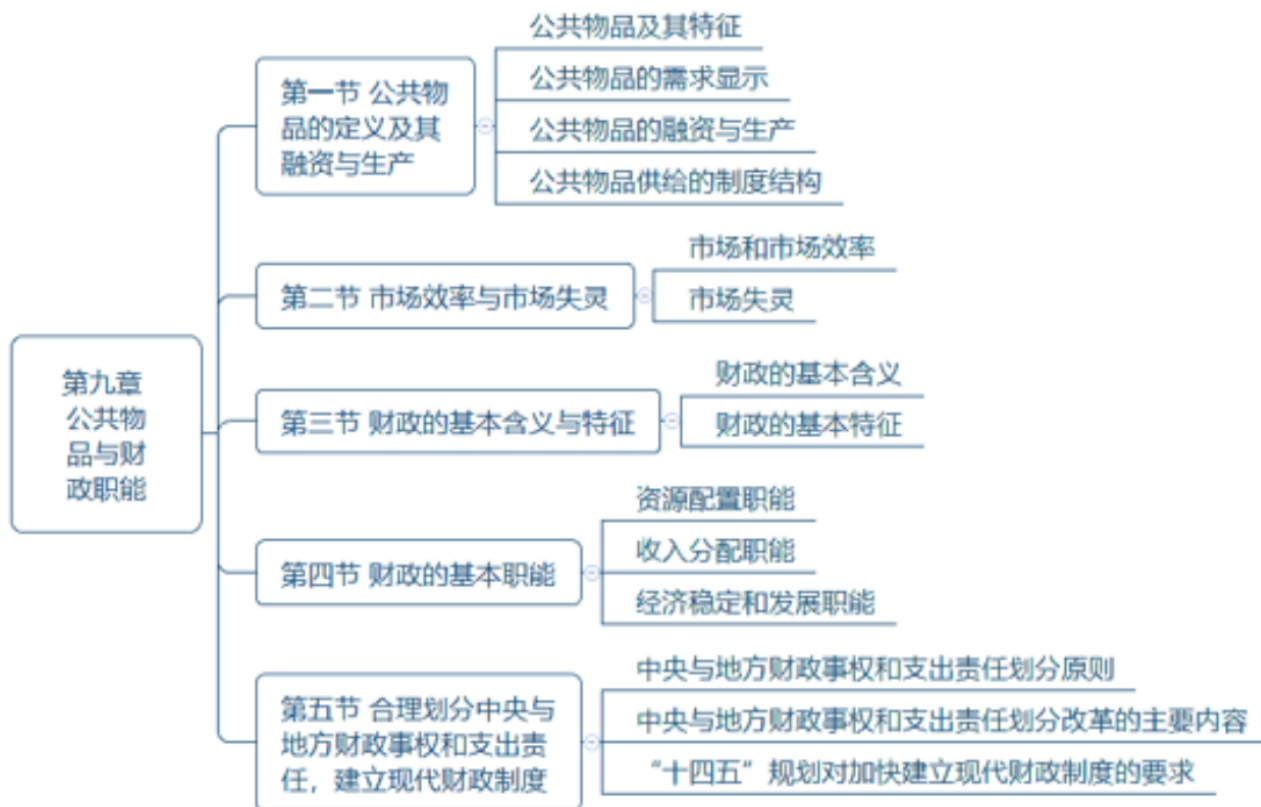 第九章
公共物
品与财
政职能
第一节 公共物
品的定义及其
融资与生产
公共物品及其特征
公共物品的需求显示
公共物品的融资与生产
公共物品供给的制度结构
第二节 市场效率与市场失灵
市场和市场效率
市场失灵
第三节 财政的基本含义与特征
财政的基本含义
财政的基本特征
第四节 财政的基本职能
资源配置职能
收入分配职能
经济稳定和发展职能
第五节 合理划分中央与
地方财政事权和支出责
任，建立现代财政制度
中央与地方财政事权和支出责任划分原则
中央与地方财政事权和支出责任划分改革的主要内容
“十四五”规划对加快建立现代财政制度的要求